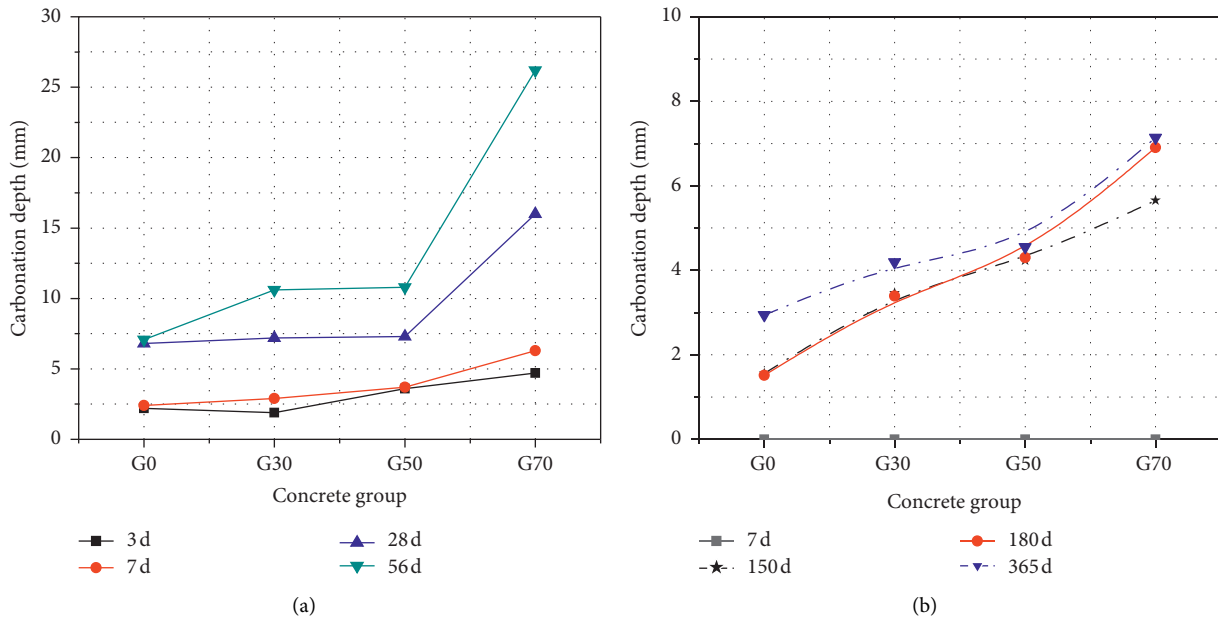 30
25
20
15
10
5
0
Carbonation depth (mm)
G0 G30 G50 G70
Concrete group
3 d 28 d
7 d 56 d
(a)
10
8
6
4
2
0
Carbonation depth (mm)
G0 G30 G50 G70
Concrete group
7 d 180 d
150 d 365 d
(b)